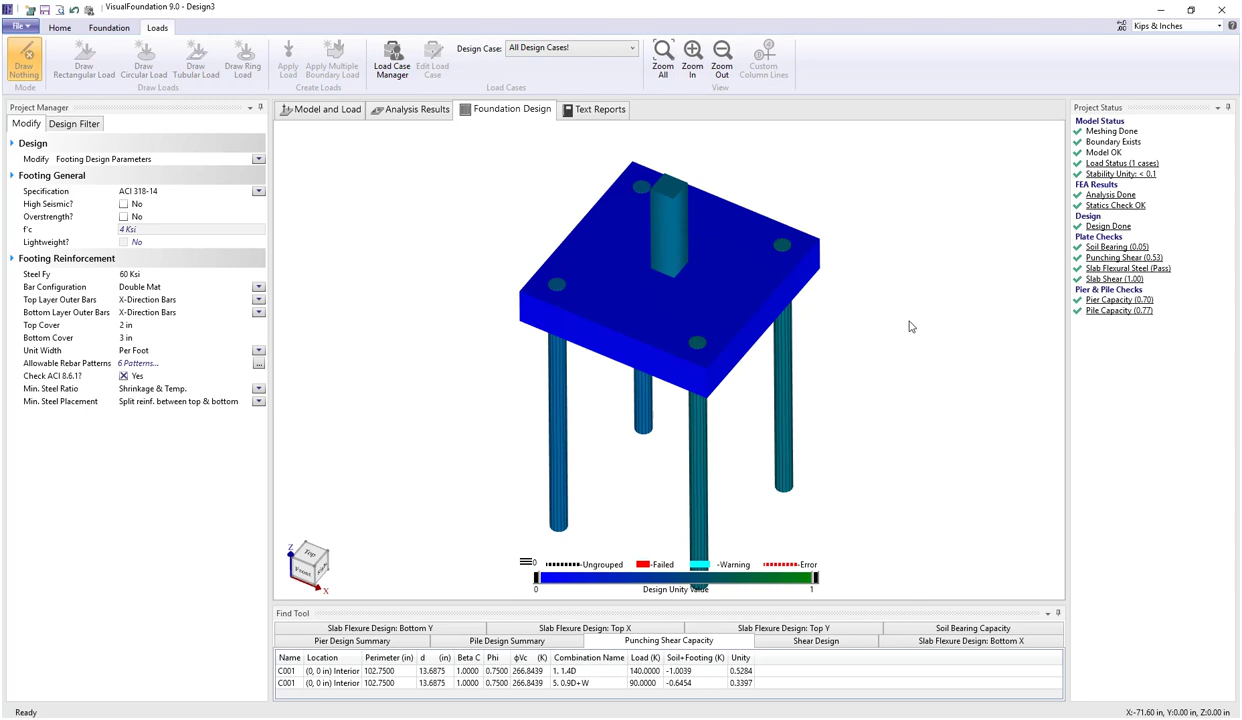 VisualFoundation 9.0 - Design3
File Home Foundation Loads Kips & Inches
Draw Nothing Draw Rectangular Load Draw Circular Load Draw Tubular Load Draw Ring Load Apply Load Apply Multiple Boundary Load Load Case Manager Edit Load Case Design Case: All Design Cases! Zoom All Zoom In Zoom Out Custom Column Lines
Mode Draw Loads Create Loads Load Cases View
Project Manager
Modify Design Filter
Design
Modify Footing Design Parameters
Footing General
Specification ACI 318-14
High Seismic? No
Overstrength? No
f'c 4 Ksi
Lightweight? No
Footing Reinforcement
Steel Fy 60 Ksi
Bar Configuration Double Mat
Top Layer Outer Bars X-Direction Bars
Bottom Layer Outer Bars X-Direction Bars
Top Cover 2 in
Bottom Cover 3 in
Unit Width Per Foot
Allowable Rebar Patterns 6 Patterns... ...
Check ACI 8.6.1? Yes
Min. Steel Ratio Shrinkage & Temp.
Min. Steel Placement Split reinf. between top & bottom
Model and Load Analysis Results Foundation Design Text Reports
Top
Front
Z
X
0 -Ungrouped -Failed -Warning -Error
0 Design Unity Value 1
Find Tool
Slab Flexure Design: Bottom Y Slab Flexure Design: Top X Slab Flexure Design: Top Y Soil Bearing Capacity
Pier Design Summary Pile Design Summary Punching Shear Capacity Shear Design Slab Flexure Design: Bottom X
Name Location Perimeter (in) d (in) Beta C Phi ϕVc (K) Combination Name Load (K) Soil+Footing (K) Unity
C001 (0, 0 in) Interior 102.7500 13.6875 1.0000 0.7500 266.8439 1. 1.4D 140.0000 -1.0039 0.5284
C001 (0, 0 in) Interior 102.7500 13.6875 1.0000 0.7500 266.8439 5. 0.9D+W 90.0000 -0.6454 0.3397
Project Status
Model Status
Meshing Done
Boundary Exists
Model OK
Load Status (1 cases)
Stability Unity: < 0.1
FEA Results
Analysis Done
Statics Check OK
Design
Design Done
Plate Checks
Soil Bearing (0.05)
Punching Shear (0.53)
Slab Flexural Steel (Pass)
Slab Shear (1.00)
Pier & Pile Checks
Pier Capacity (0.70)
Pile Capacity (0.77)
Ready X:-71.60 in, Y:0.00 in, Z:0.00 in